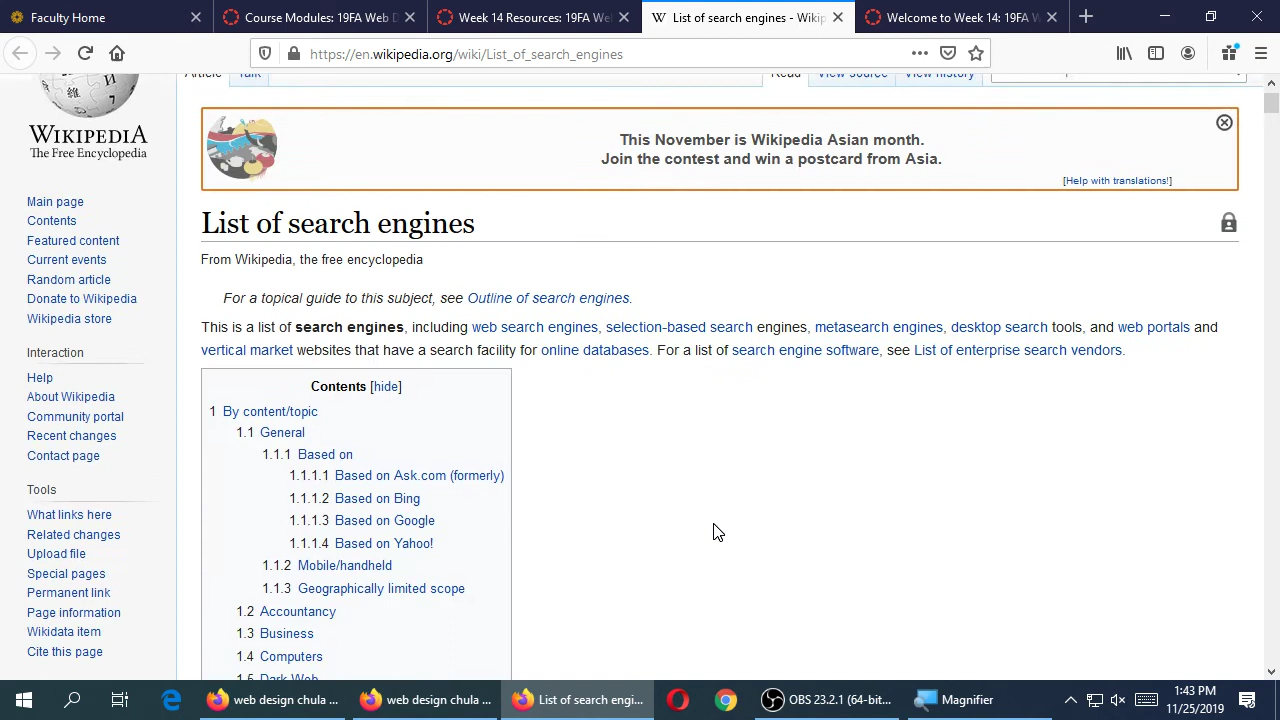 Faculty Home
Course Modules: 19FA Web D
Week 14 Resources: 19FA We
List of search engines - Wikip
Welcome to Week 14: 19FA W
https://en.wikipedia.org/wiki/List_of_search_engines
Article Talk Read View source View history
WIKIPEDIA
The Free Encyclopedia
Main page
Contents
Featured content
Current events
Random article
Donate to Wikipedia
Wikipedia store
Interaction
Help
About Wikipedia
Community portal
Recent changes
Contact page
Tools
What links here
Related changes
Upload file
Special pages
Permanent link
Page information
Wikidata item
Cite this page
This November is Wikipedia Asian month.
Join the contest and win a postcard from Asia.
[Help with translations!]
List of search engines
From Wikipedia, the free encyclopedia
For a topical guide to this subject, see Outline of search engines.
This is a list of search engines, including web search engines, selection-based search engines, metasearch engines, desktop search tools, and web portals and
vertical market websites that have a search facility for online databases. For a list of search engine software, see List of enterprise search vendors.
Contents [hide]
1 By content/topic
1.1 General
1.1.1 Based on
1.1.1.1 Based on Ask.com (formerly)
1.1.1.2 Based on Bing
1.1.1.3 Based on Google
1.1.1.4 Based on Yahoo!
1.1.2 Mobile/handheld
1.1.3 Geographically limited scope
1.2 Accountancy
1.3 Business
1.4 Computers
1.5 Dark Web
web design chula ...
web design chula ...
List of search engi...
OBS 23.2.1 (64-bit...
Magnifier
1:43 PM
11/25/2019